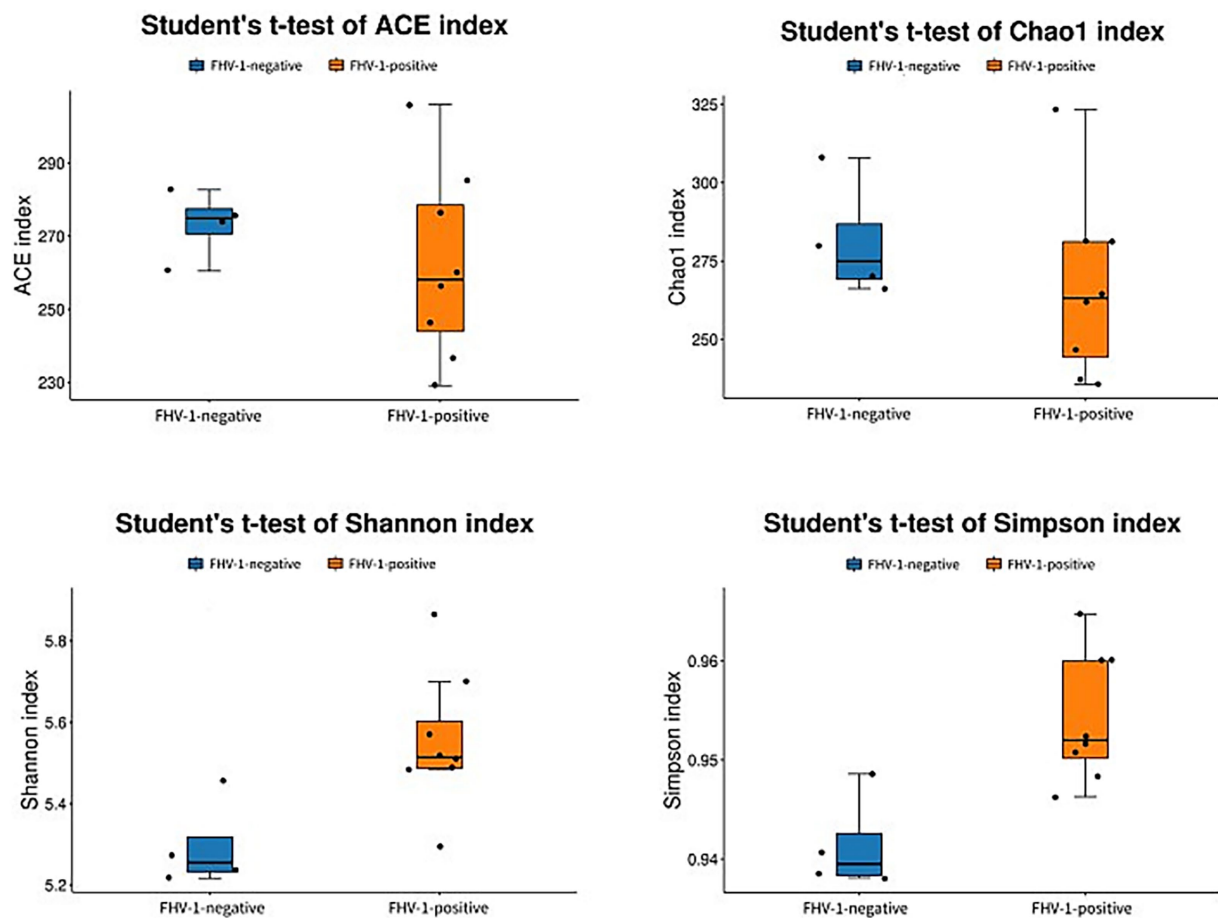 Student's t-test of ACE index
FHV-1-negative FHV-1-positive
ACE index
290
270
250
230
FHV-1-negative FHV-1-positive
Student's t-test of Chao1 index
FHV-1-negative FHV-1-positive
Chao1 index
325
300
275
250
FHV-1-negative FHV-1-positive
Student's t-test of Shannon index
FHV-1-negative FHV-1-positive
Shannon index
5.8
5.6
5.4
5.2
FHV-1-negative FHV-1-positive
Student's t-test of Simpson index
FHV-1-negative FHV-1-positive
Simpson index
0.96
0.95
0.94
FHV-1-negative FHV-1-positive